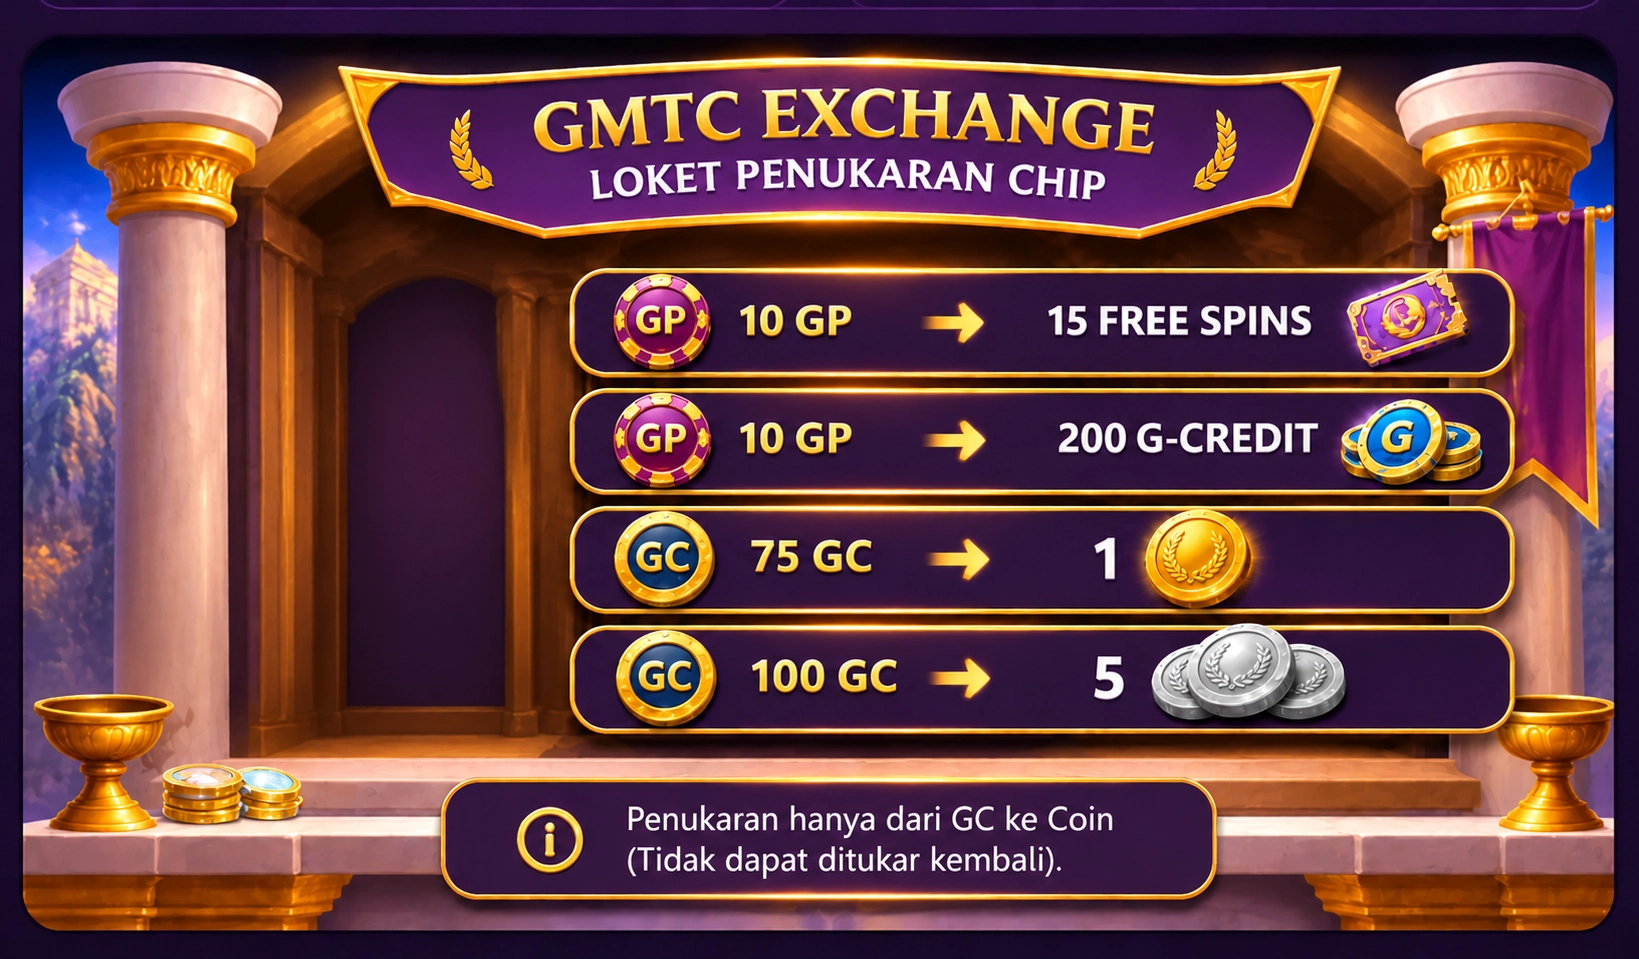 GMTC EXCHANGE
LOKET PENUKARAN CHIP
GP 10 GP 15 FREE SPINS
GP 10 GP 200 G-CREDIT G
GC 75 GC 1
GC 100 GC 5
Penukaran hanya dari GC ke Coin
(Tidak dapat ditukar kembali).